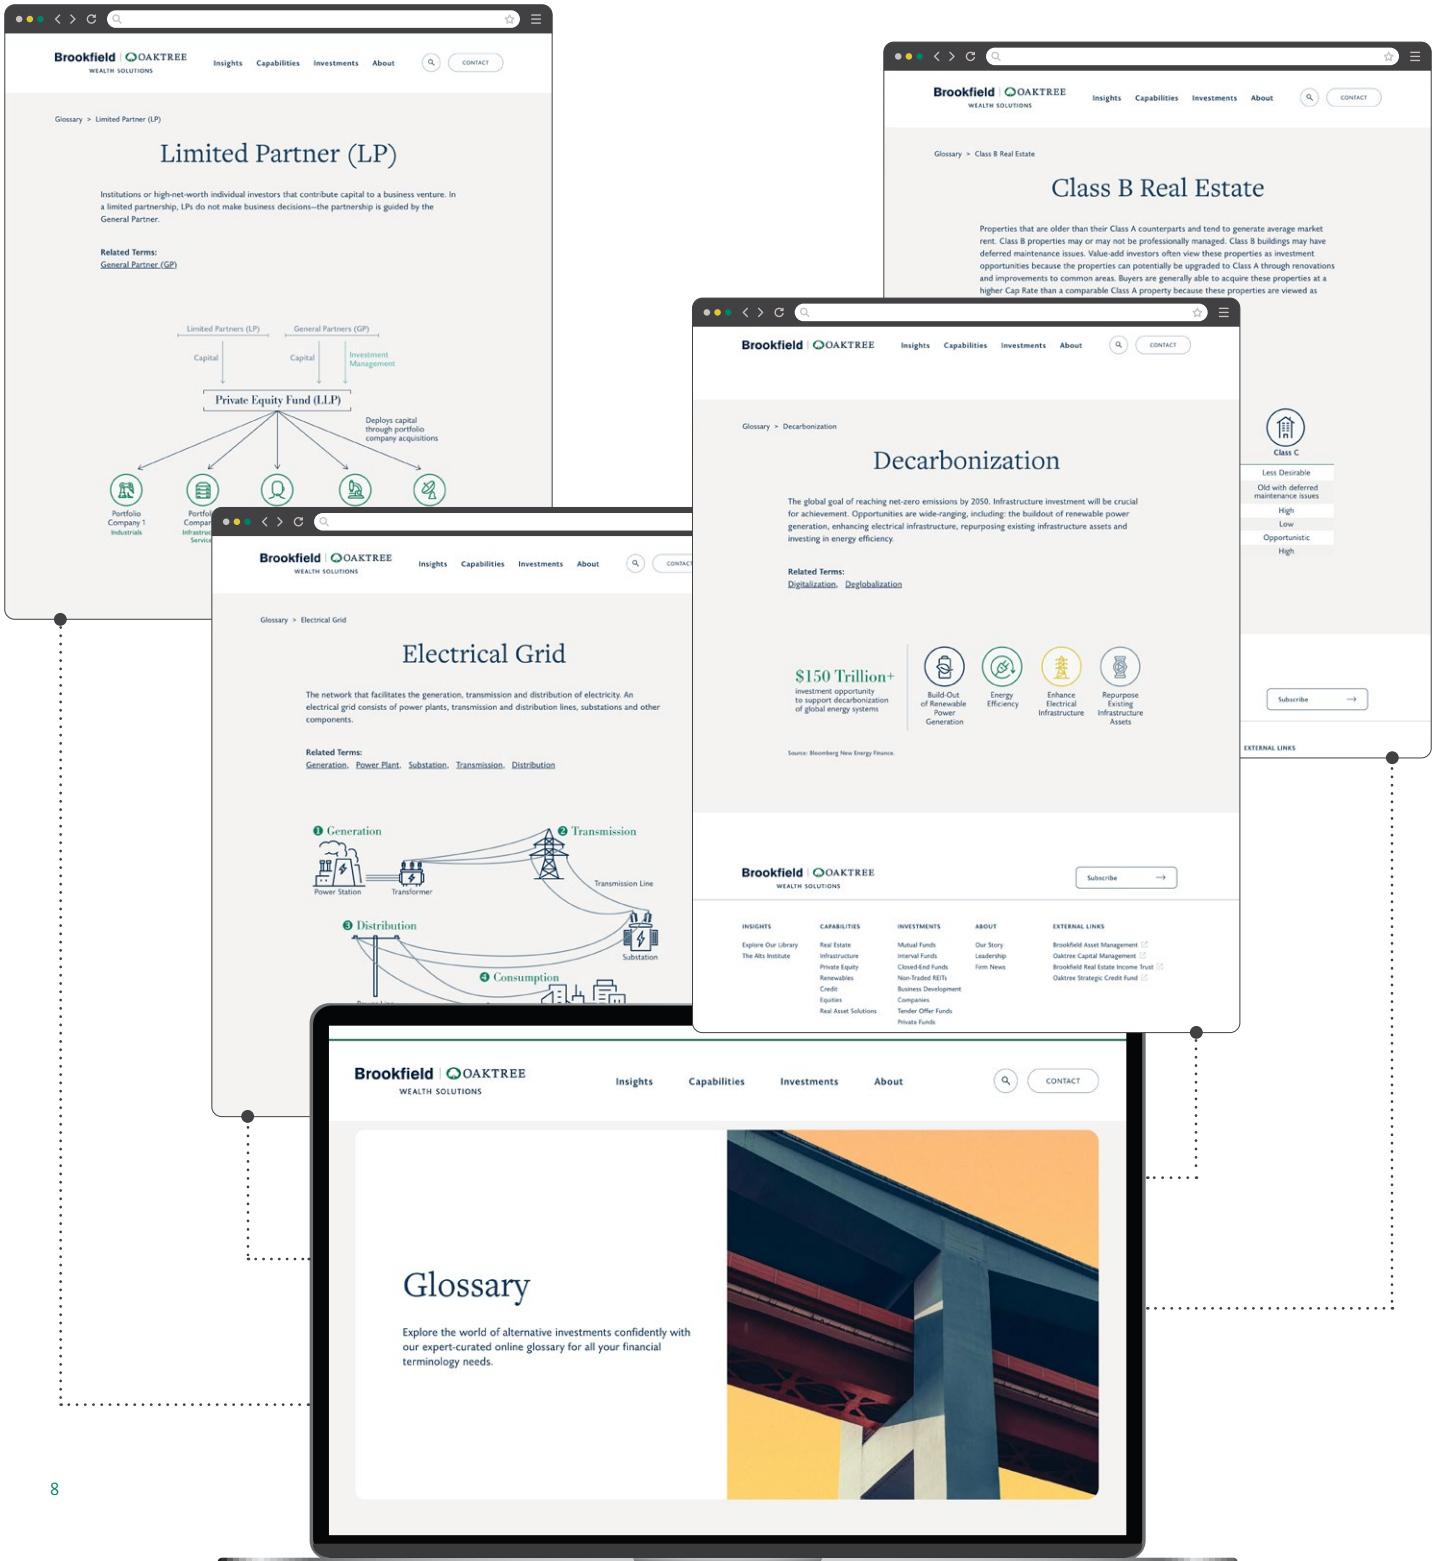 Brookfield | OAKTREE
WEALTH SOLUTIONS
Insights Capabilities Investments About
CONTACT
Glossary > Limited Partner (LP)
Limited Partner (LP)
Institutions or high-net-worth individual investors that contribute capital to a business venture. In
a limited partnership, LPs do not make business decisions—the partnership is guided by the
General Partner.
Related Terms:
General Partner (GP)
Limited Partners (LP) General Partners (GP)
Capital Capital Investment
Management
Private Equity Fund (LLP)
Deploys capital
through portfolio
company acquisitions
Portfolio
Company 1
Industrials
Brookfield | OAKTREE
WEALTH SOLUTIONS
Insights Capabilities Investments About
CONTACT
Glossary > Class B Real Estate
Class B Real Estate
Properties that are older than their Class A counterparts and tend to generate average market
rent. Class B properties may or may not be professionally managed. Class B buildings may have
deferred maintenance issues. Value-add investors often view these properties as investment
opportunities because the properties can potentially be upgraded to Class A through renovations
and improvements to common areas. Buyers are generally able to acquire these properties at a
higher Cap Rate than a comparable Class A property because these properties are viewed as
Class C
Less Desirable
Old with deferred
maintenance issues
High
Low
Opportunistic
High
Subscribe →
EXTERNAL LINKS
Brookfield | OAKTREE
Insights Capabilities Investments About
CONTACT
Glossary > Decarbonization
Decarbonization
The global goal of reaching net-zero emissions by 2050. Infrastructure investment will be crucial
for achievement. Opportunities are wide-ranging, including: the buildout of renewable power
generation, enhancing electrical infrastructure, repurposing existing infrastructure assets and
investing in energy efficiency.
Related Terms:
Digitalization, Deglobalization
$150 Trillion+
investment opportunity
to support decarbonization
of global energy systems
Build-Out
of Renewable
Power
Generation
Energy
Efficiency
Enhance
Electrical
Infrastructure
Repurpose
Existing
Infrastructure
Assets
Source: Bloomberg New Energy Finance.
Brookfield | OAKTREE
WEALTH SOLUTIONS
Subscribe →
INSIGHTS
Explore Our Library
The Alts Institute
CAPABILITIES
Real Estate
Infrastructure
Private Equity
Renewables
Credit
Equities
Real Asset Solutions
INVESTMENTS
Mutual Funds
Interval Funds
Closed-End Funds
Non-Traded REITs
Business Development
Companies
Tender Offer Funds
Private Funds
ABOUT
Our Story
Leadership
Firm News
EXTERNAL LINKS
Brookfield Asset Management
Oaktree Capital Management
Brookfield Real Estate Income Trust
Oaktree Strategic Credit Fund
Brookfield | OAKTREE
WEALTH SOLUTIONS
Insights Capabilities Investments About
Glossary > Electrical Grid
Electrical Grid
The network that facilitates the generation, transmission and distribution of electricity. An
electrical grid consists of power plants, transmission and distribution lines, substations and other
components.
Related Terms:
Generation, Power Plant, Substation, Transmission, Distribution
1 Generation
2 Transmission
Power Station Transformer
Transmission Line
3 Distribution
Substation
4 Consumption
Brookfield | OAKTREE
WEALTH SOLUTIONS
Insights Capabilities Investments About
CONTACT
Glossary
Explore the world of alternative investments confidently with
our expert-curated online glossary for all your financial
terminology needs.
8